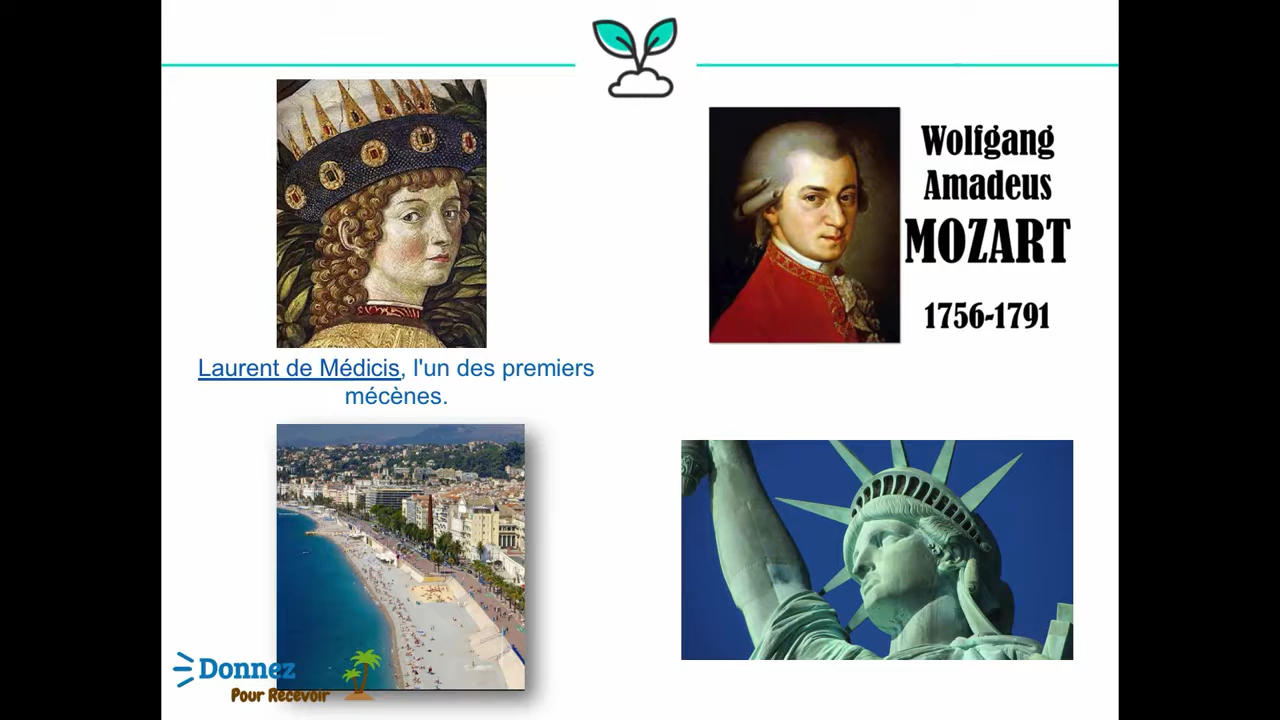 Wolfgang
Amadeus
MOZART
1756-1791
Laurent de Médicis, l'un des premiers
mécènes.
Donnez
Pour Recevoir